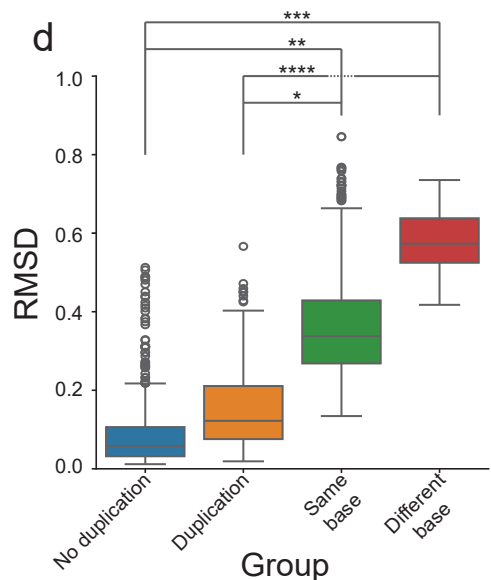 d
***
**
****
*
1.0
0.8
0.6
0.4
0.2
0.0
RMSD
No duplication
Duplication
Same
base
Different
base
Group